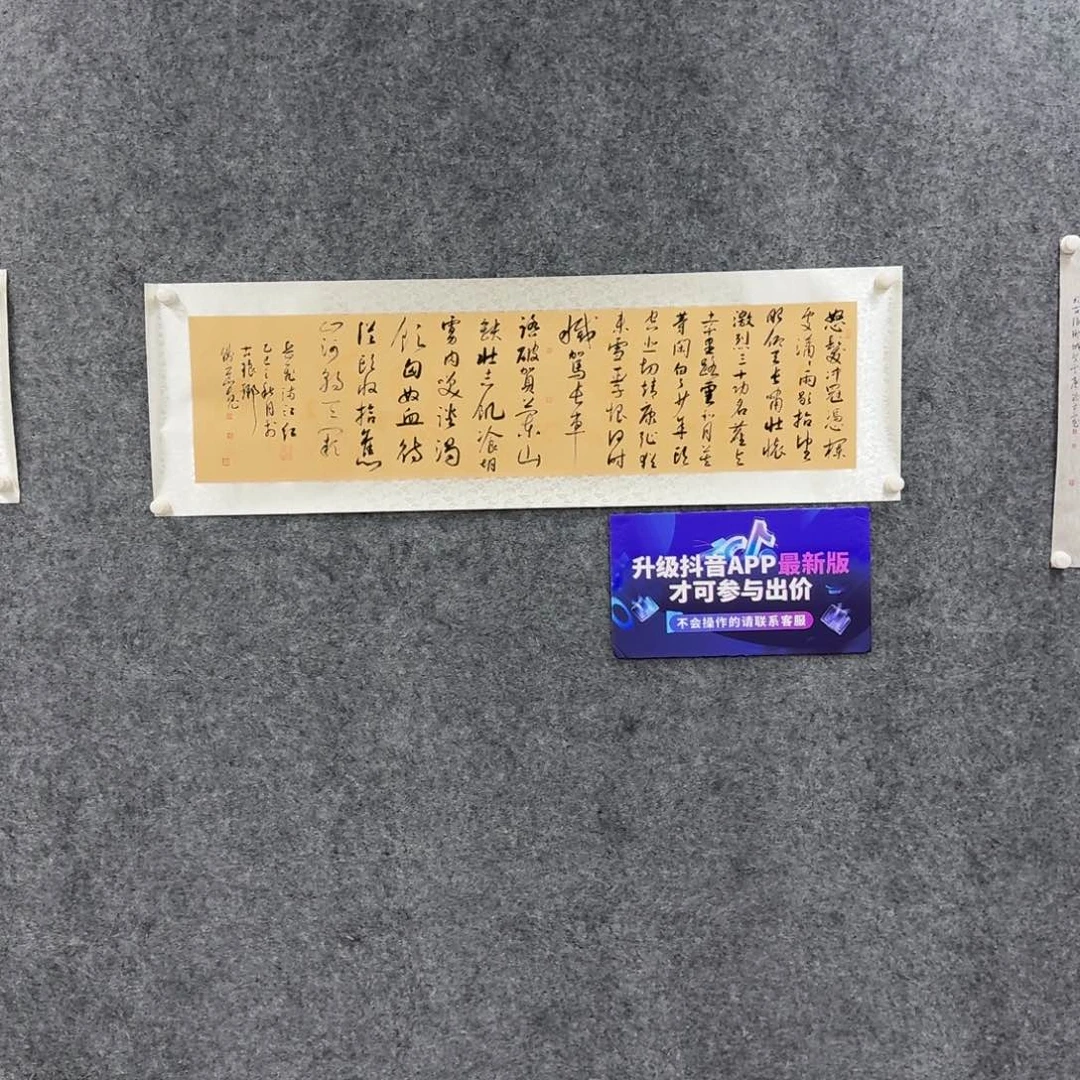 怒髮沖冠憑欄
處瀟瀟雨歇抬望
眼仰天長嘯壯懷
激烈三十功名塵與
土八千里路雲和月莫
等閑白了少年頭
空悲切靖康恥猶
未雪臣子恨何時
滅駕長車
踏破賀蘭山
缺壯志飢餐胡
虜肉笑談渴
飲匈奴血待
從頭收拾舊
山河朝天闕
岳飛滿江红
乙巳秋月於
古琅琊
升级抖音APP最新版
才可参与出价
不会操作的请联系客服